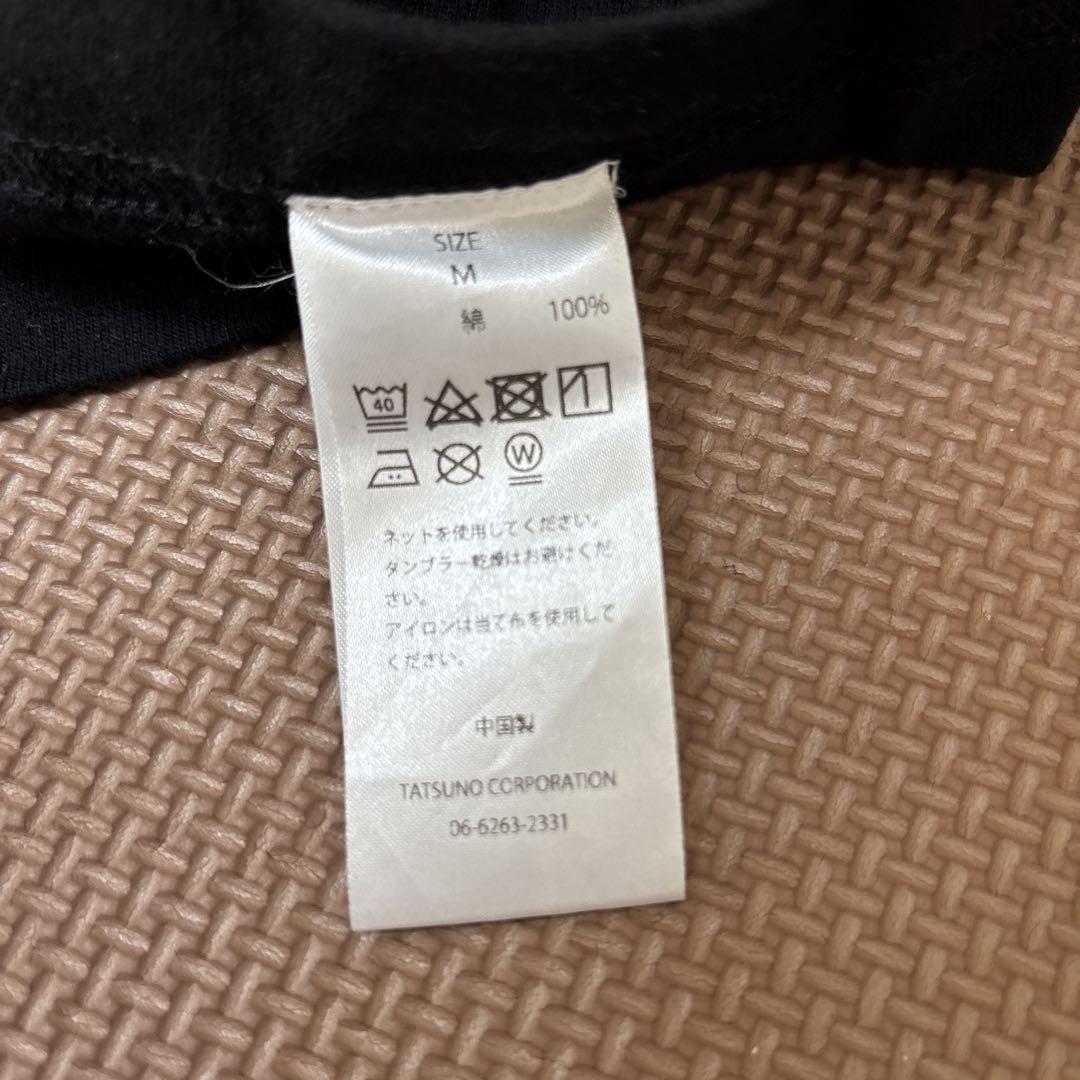 SIZE
M
綿 100%
40
W
ネットを使用してください。
タンブラー乾燥はお避けくだ
さい。
アイロンは当て布を使用して
ください。
中国製
TATSUNO CORPORATION
06-6263-2331